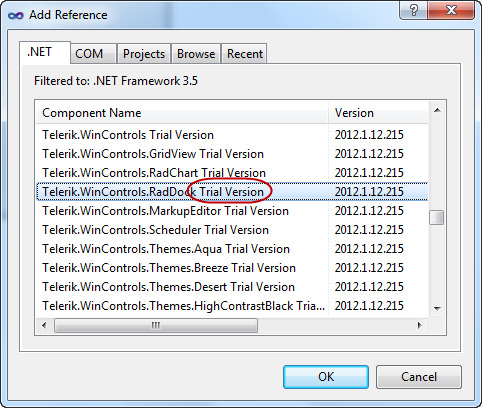 Add Reference
.NET COM Projects Browse Recent
Filtered to: .NET Framework 3.5
Component Name Version
Telerik.WinControls Trial Version 2012.1.12.215
Telerik.WinControls.GridView Trial Version 2012.1.12.215
Telerik.WinControls.RadChart Trial Version 2012.1.12.215
Telerik.WinControls.RadDock Trial Version 2012.1.12.215
Telerik.WinControls.MarkupEditor Trial Version 2012.1.12.215
Telerik.WinControls.Scheduler Trial Version 2012.1.12.215
Telerik.WinControls.Themes.Aqua Trial Version 2012.1.12.215
Telerik.WinControls.Themes.Breeze Trial Version 2012.1.12.215
Telerik.WinControls.Themes.Desert Trial Version 2012.1.12.215
Telerik.WinControls.Themes.HighContrastBlack Tria... 2012.1.12.215
OK Cancel